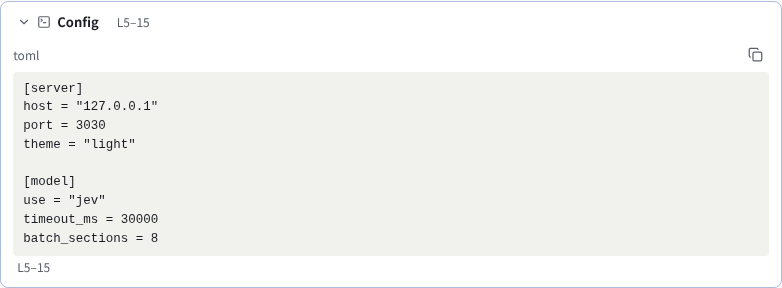 Config L5–15
toml
[server]
host = "127.0.0.1"
port = 3030
theme = "light"

[model]
use = "jev"
timeout_ms = 30000
batch_sections = 8
L5–15